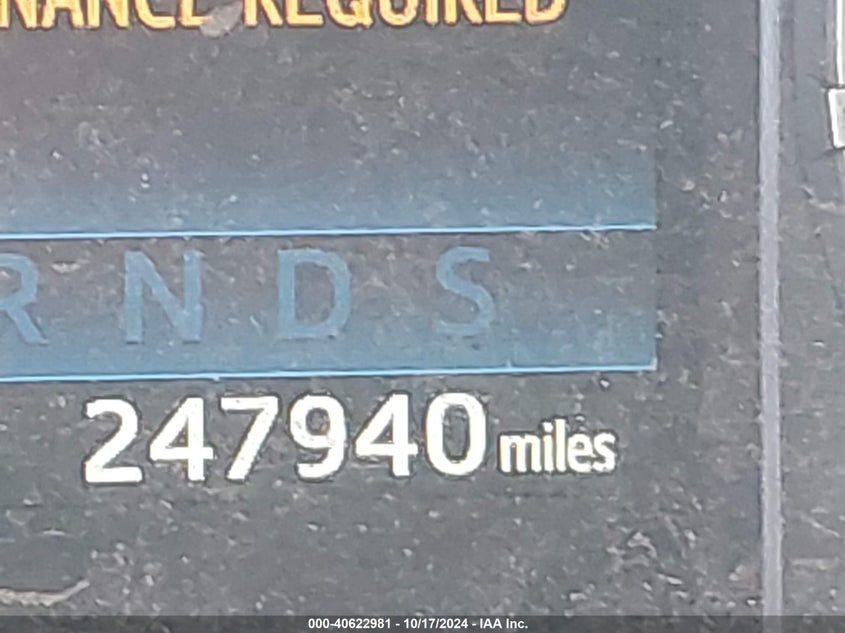 NANCE REQUIRED
R N D S
247940 miles
000-40622981 - 10/17/2024 - IAA Inc.